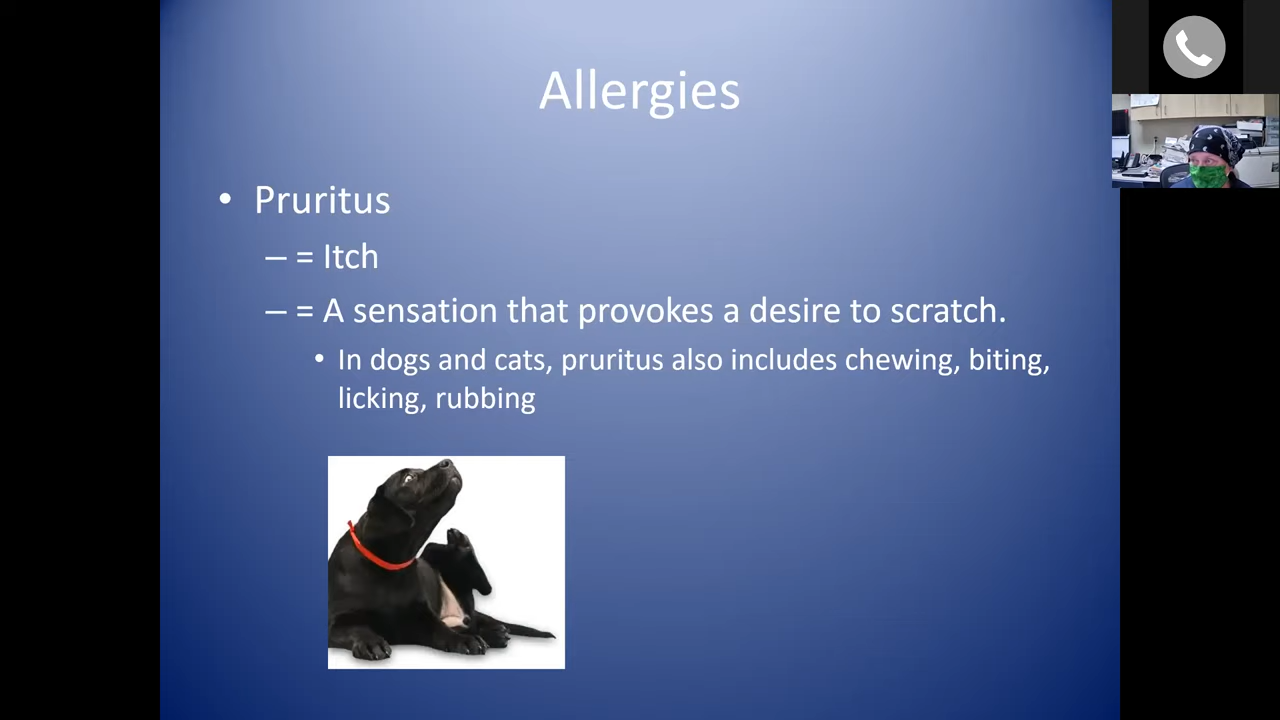 Allergies
• Pruritus
– = Itch
– = A sensation that provokes a desire to scratch.
• In dogs and cats, pruritus also includes chewing, biting,
licking, rubbing